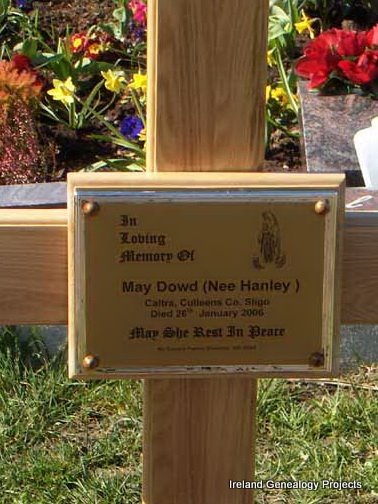 In
Loving
Memory Of
May Dowd (Nee Hanley )
Caltra, Culleens Co. Sligo
Died 26th January 2006
May She Rest In Peace
Ireland Genealogy Projects